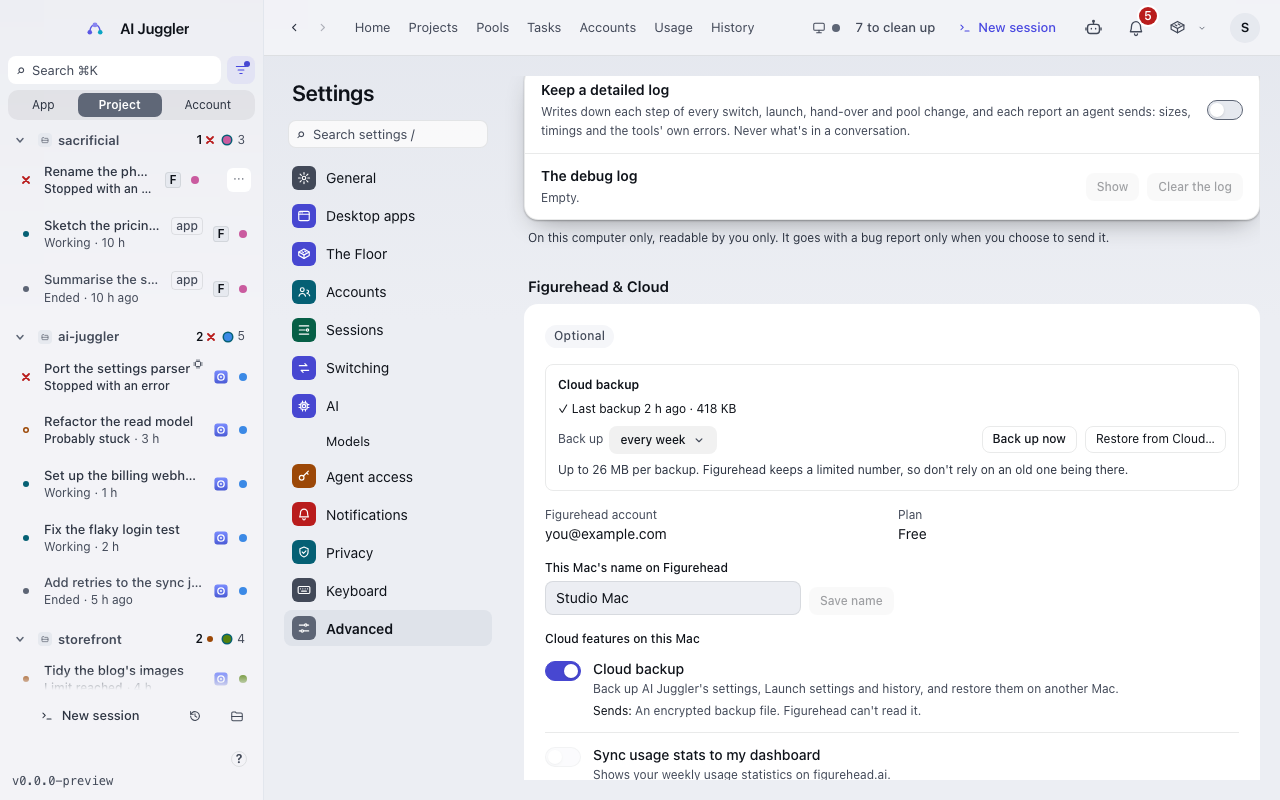 AI Juggler
Search ⌘K
App Project Account
sacrificial 1 3
Rename the ph...
Stopped with an ...
F
Sketch the pricin... app
Working · 10 h
F
Summarise the s... app
Ended · 10 h ago
F
ai-juggler 2 5
Port the settings parser
Stopped with an error
Refactor the read model
Probably stuck · 3 h
Set up the billing webh...
Working · 1 h
Fix the flaky login test
Working · 2 h
Add retries to the sync j...
Ended · 5 h ago
storefront 2 4
Tidy the blog's images
Limit reached · 4 h
New session
?
v0.0.0-preview
Home Projects Pools Tasks Accounts Usage History
7 to clean up
New session
5
S
Settings
Search settings /
General
Desktop apps
The Floor
Accounts
Sessions
Switching
AI
Models
Agent access
Notifications
Privacy
Keyboard
Advanced
Keep a detailed log
Writes down each step of every switch, launch, hand-over and pool change, and each report an agent sends: sizes,
timings and the tools' own errors. Never what's in a conversation.
The debug log
Empty.
Show Clear the log
On this computer only, readable by you only. It goes with a bug report only when you choose to send it.
Figurehead & Cloud
Optional
Cloud backup
✓ Last backup 2 h ago · 418 KB
Back up every week
Back up now Restore from Cloud...
Up to 26 MB per backup. Figurehead keeps a limited number, so don't rely on an old one being there.
Figurehead account Plan
you@example.com Free
This Mac's name on Figurehead
Studio Mac Save name
Cloud features on this Mac
Cloud backup
Back up AI Juggler's settings, Launch settings and history, and restore them on another Mac.
Sends: An encrypted backup file. Figurehead can't read it.
Sync usage stats to my dashboard
Shows your weekly usage statistics on figurehead.ai.